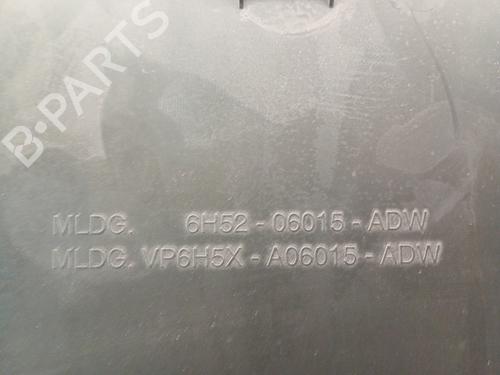 B-PARTS
MLDG. 6H52-06015-ADW
MLDG. VP6H5X-A06015-ADW